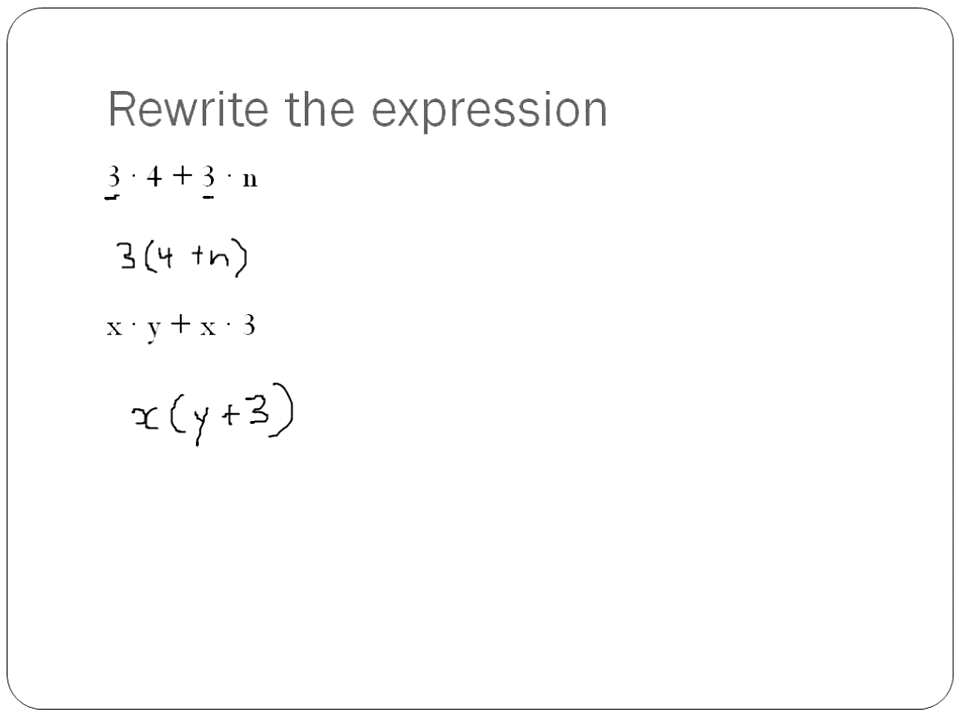 Rewrite the expression
3 · 4 + 3 · n
3(4 +n)
x · y + x · 3
x(y+3)